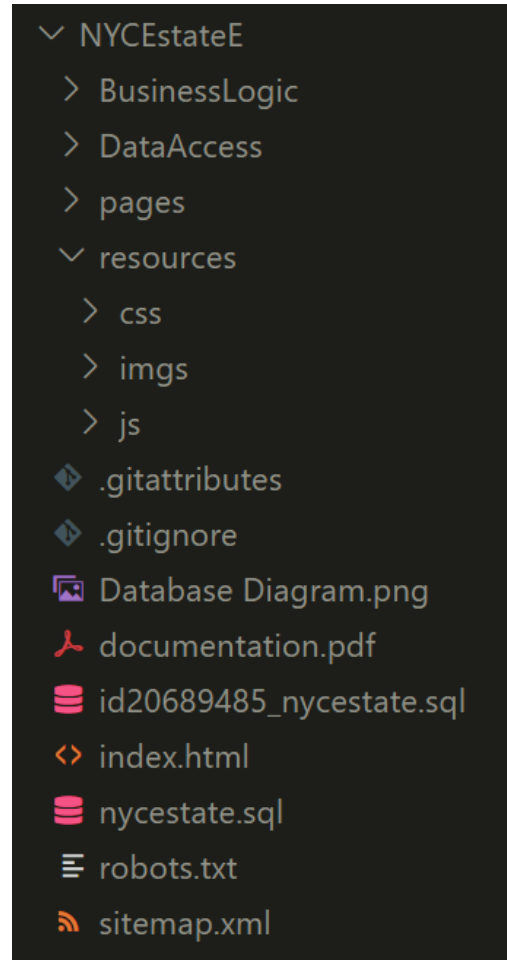 NYCEstateE
BusinessLogic
DataAccess
pages
resources
css
imgs
js
.gitattributes
.gitignore
Database Diagram.png
documentation.pdf
id20689485_nycestate.sql
index.html
nycestate.sql
robots.txt
sitemap.xml